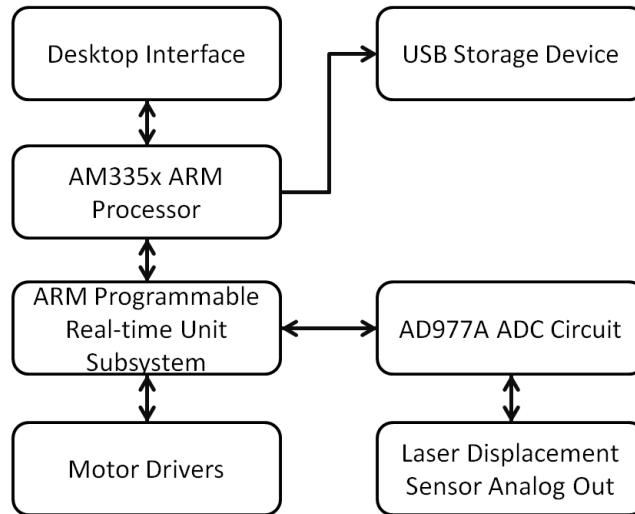 Desktop Interface
USB Storage Device
AM335x ARM
Processor
ARM Programmable
Real-time Unit
Subsystem
AD977A ADC Circuit
Motor Drivers
Laser Displacement
Sensor Analog Out